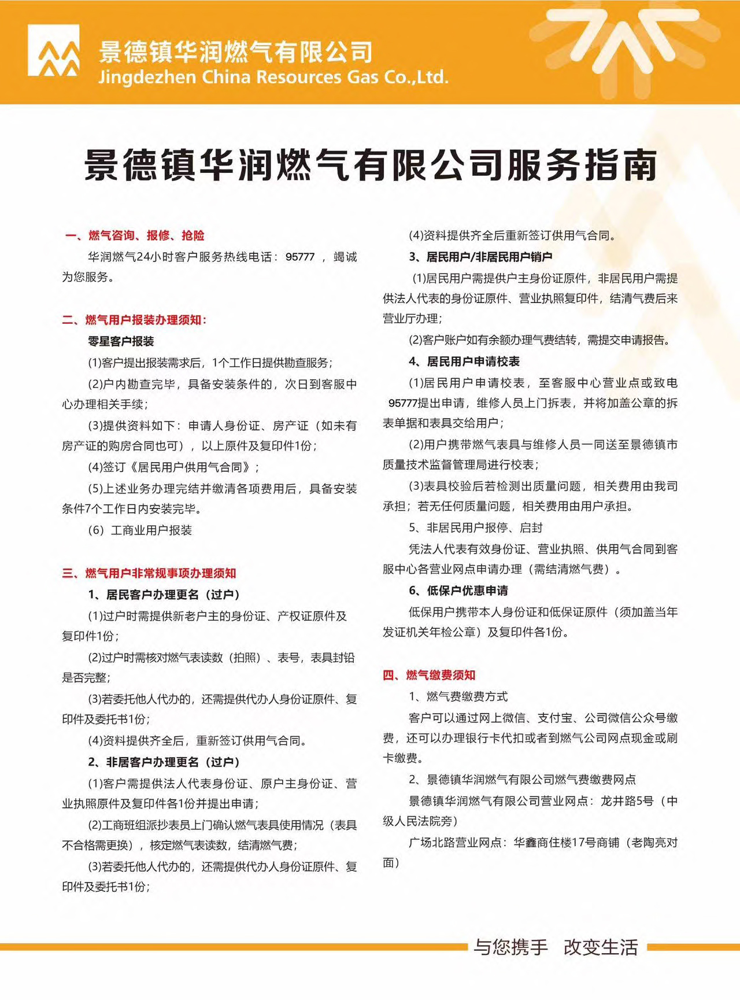 景德镇华润燃气有限公司
Jingdezhen China Resources Gas Co.,Ltd.
景德镇华润燃气有限公司服务指南
一、燃气咨询、报修、抢险
华润燃气24小时客户服务热线电话：95777 ，竭诚
为您服务。
二、燃气用户报装办理须知：
零星客户报装
(1)客户提出报装需求后，1个工作日提供勘查服务；
(2)户内勘查完毕，具备安装条件的，次日到客服中
心办理相关手续；
(3)提供资料如下：申请人身份证、房产证（如未有
房产证的购房合同也可），以上原件及复印件1份；
(4)签订《居民用户供用气合同》；
(5)上述业务办理完结并缴清各项费用后，具备安装
条件7个工作日内安装完毕。
（6）工商业用户报装
三、燃气用户非常规事项办理须知
1、居民客户办理更名（过户）
(1)过户时需提供新老户主的身份证、产权证原件及
复印件1份；
(2)过户时需核对燃气表读数（拍照）、表号，表具封铅
是否完整；
(3)若委托他人代办的，还需提供代办人身份证原件、复
印件及委托书1份；
(4)资料提供齐全后，重新签订供用气合同。
2、非居客户办理更名（过户）
(1)客户需提供法人代表身份证、原户主身份证、营
业执照原件及复印件各1份并提出申请；
(2)工商班组派抄表员上门确认燃气表具使用情况（表具
不合格需更换），核定燃气表读数，结清燃气费；
(3)若委托他人代办的，还需提供代办人身份证原件、复
印件及委托书1份；
(4)资料提供齐全后重新签订供用气合同。
3、居民用户/非居民用户销户
(1)居民用户需提供户主身份证原件，非居民用户需提
供法人代表的身份证原件、营业执照复印件，结清气费后来
营业厅办理；
(2)客户账户如有余额办理气费结转，需提交申请报告。
4、居民用户申请校表
(1)居民用户申请校表，至客服中心营业点或致电
95777提出申请，维修人员上门拆表，并将加盖公章的拆
表单据和表具交给用户；
(2)用户携带燃气表具与维修人员一同送至景德镇市
质量技术监督管理局进行校表；
(3)表具校验后若检测出质量问题，相关费用由我司
承担；若无任何质量问题，相关费用由用户承担。
5、非居民用户报停、启封
凭法人代表有效身份证、营业执照、供用气合同到客
服中心各营业网点申请办理（需结清燃气费）。
6、低保户优惠申请
低保用户携带本人身份证和低保证原件（须加盖当年
发证机关年检公章）及复印件各1份。
四、燃气缴费须知
1、燃气费缴费方式
客户可以通过网上微信、支付宝、公司微信公众号缴
费，还可以办理银行卡代扣或者到燃气公司网点现金或刷
卡缴费。
2、景德镇华润燃气有限公司燃气费缴费网点
景德镇华润燃气有限公司营业网点：龙井路5号（中
级人民法院旁）
广场北路营业网点：华鑫商住楼17号商铺（老陶亮对
面）
与您携手 改变生活